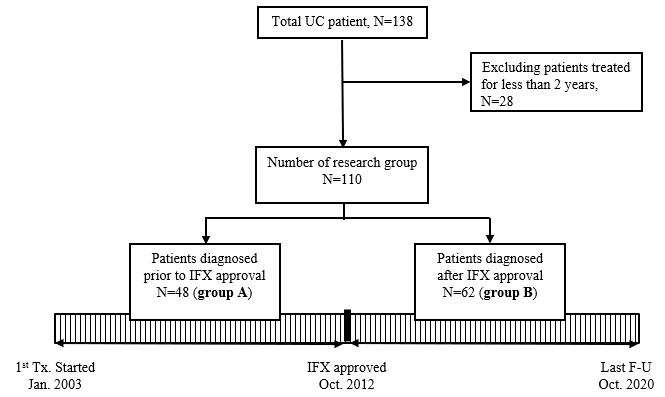 Total UC patient, N=138
Excluding patients treated
for less than 2 years,
N=28
Number of research group
N=110
Patients diagnosed
prior to IFX approval
N=48 (group A)
Patients diagnosed
after IFX approval
N=62 (group B)
1st Tx. Started
Jan. 2003
IFX approved
Oct. 2012
Last F-U
Oct. 2020